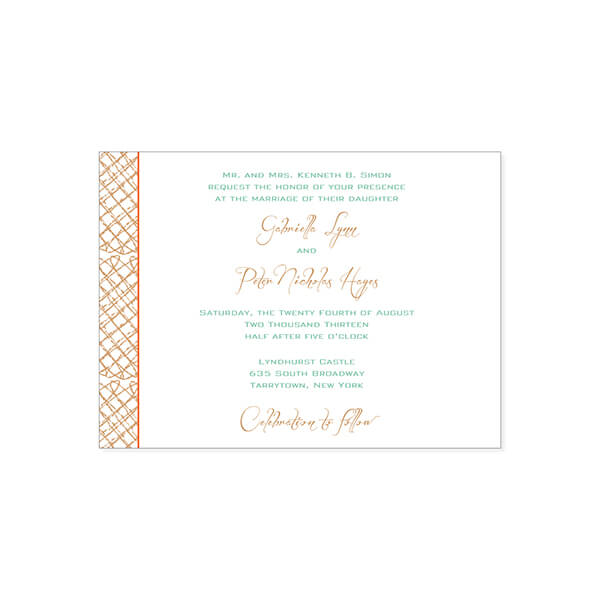 Mr. and Mrs. Kenneth B. Simon
request the honor of your presence
at the marriage of their daughter
Gabriella Lynn
and
Peter Nicholas Hayes
Saturday, the Twenty Fourth of August
Two Thousand Thirteen
half after five o'clock
Lyndhurst Castle
635 South Broadway
Tarrytown, New York
Celebration to follow